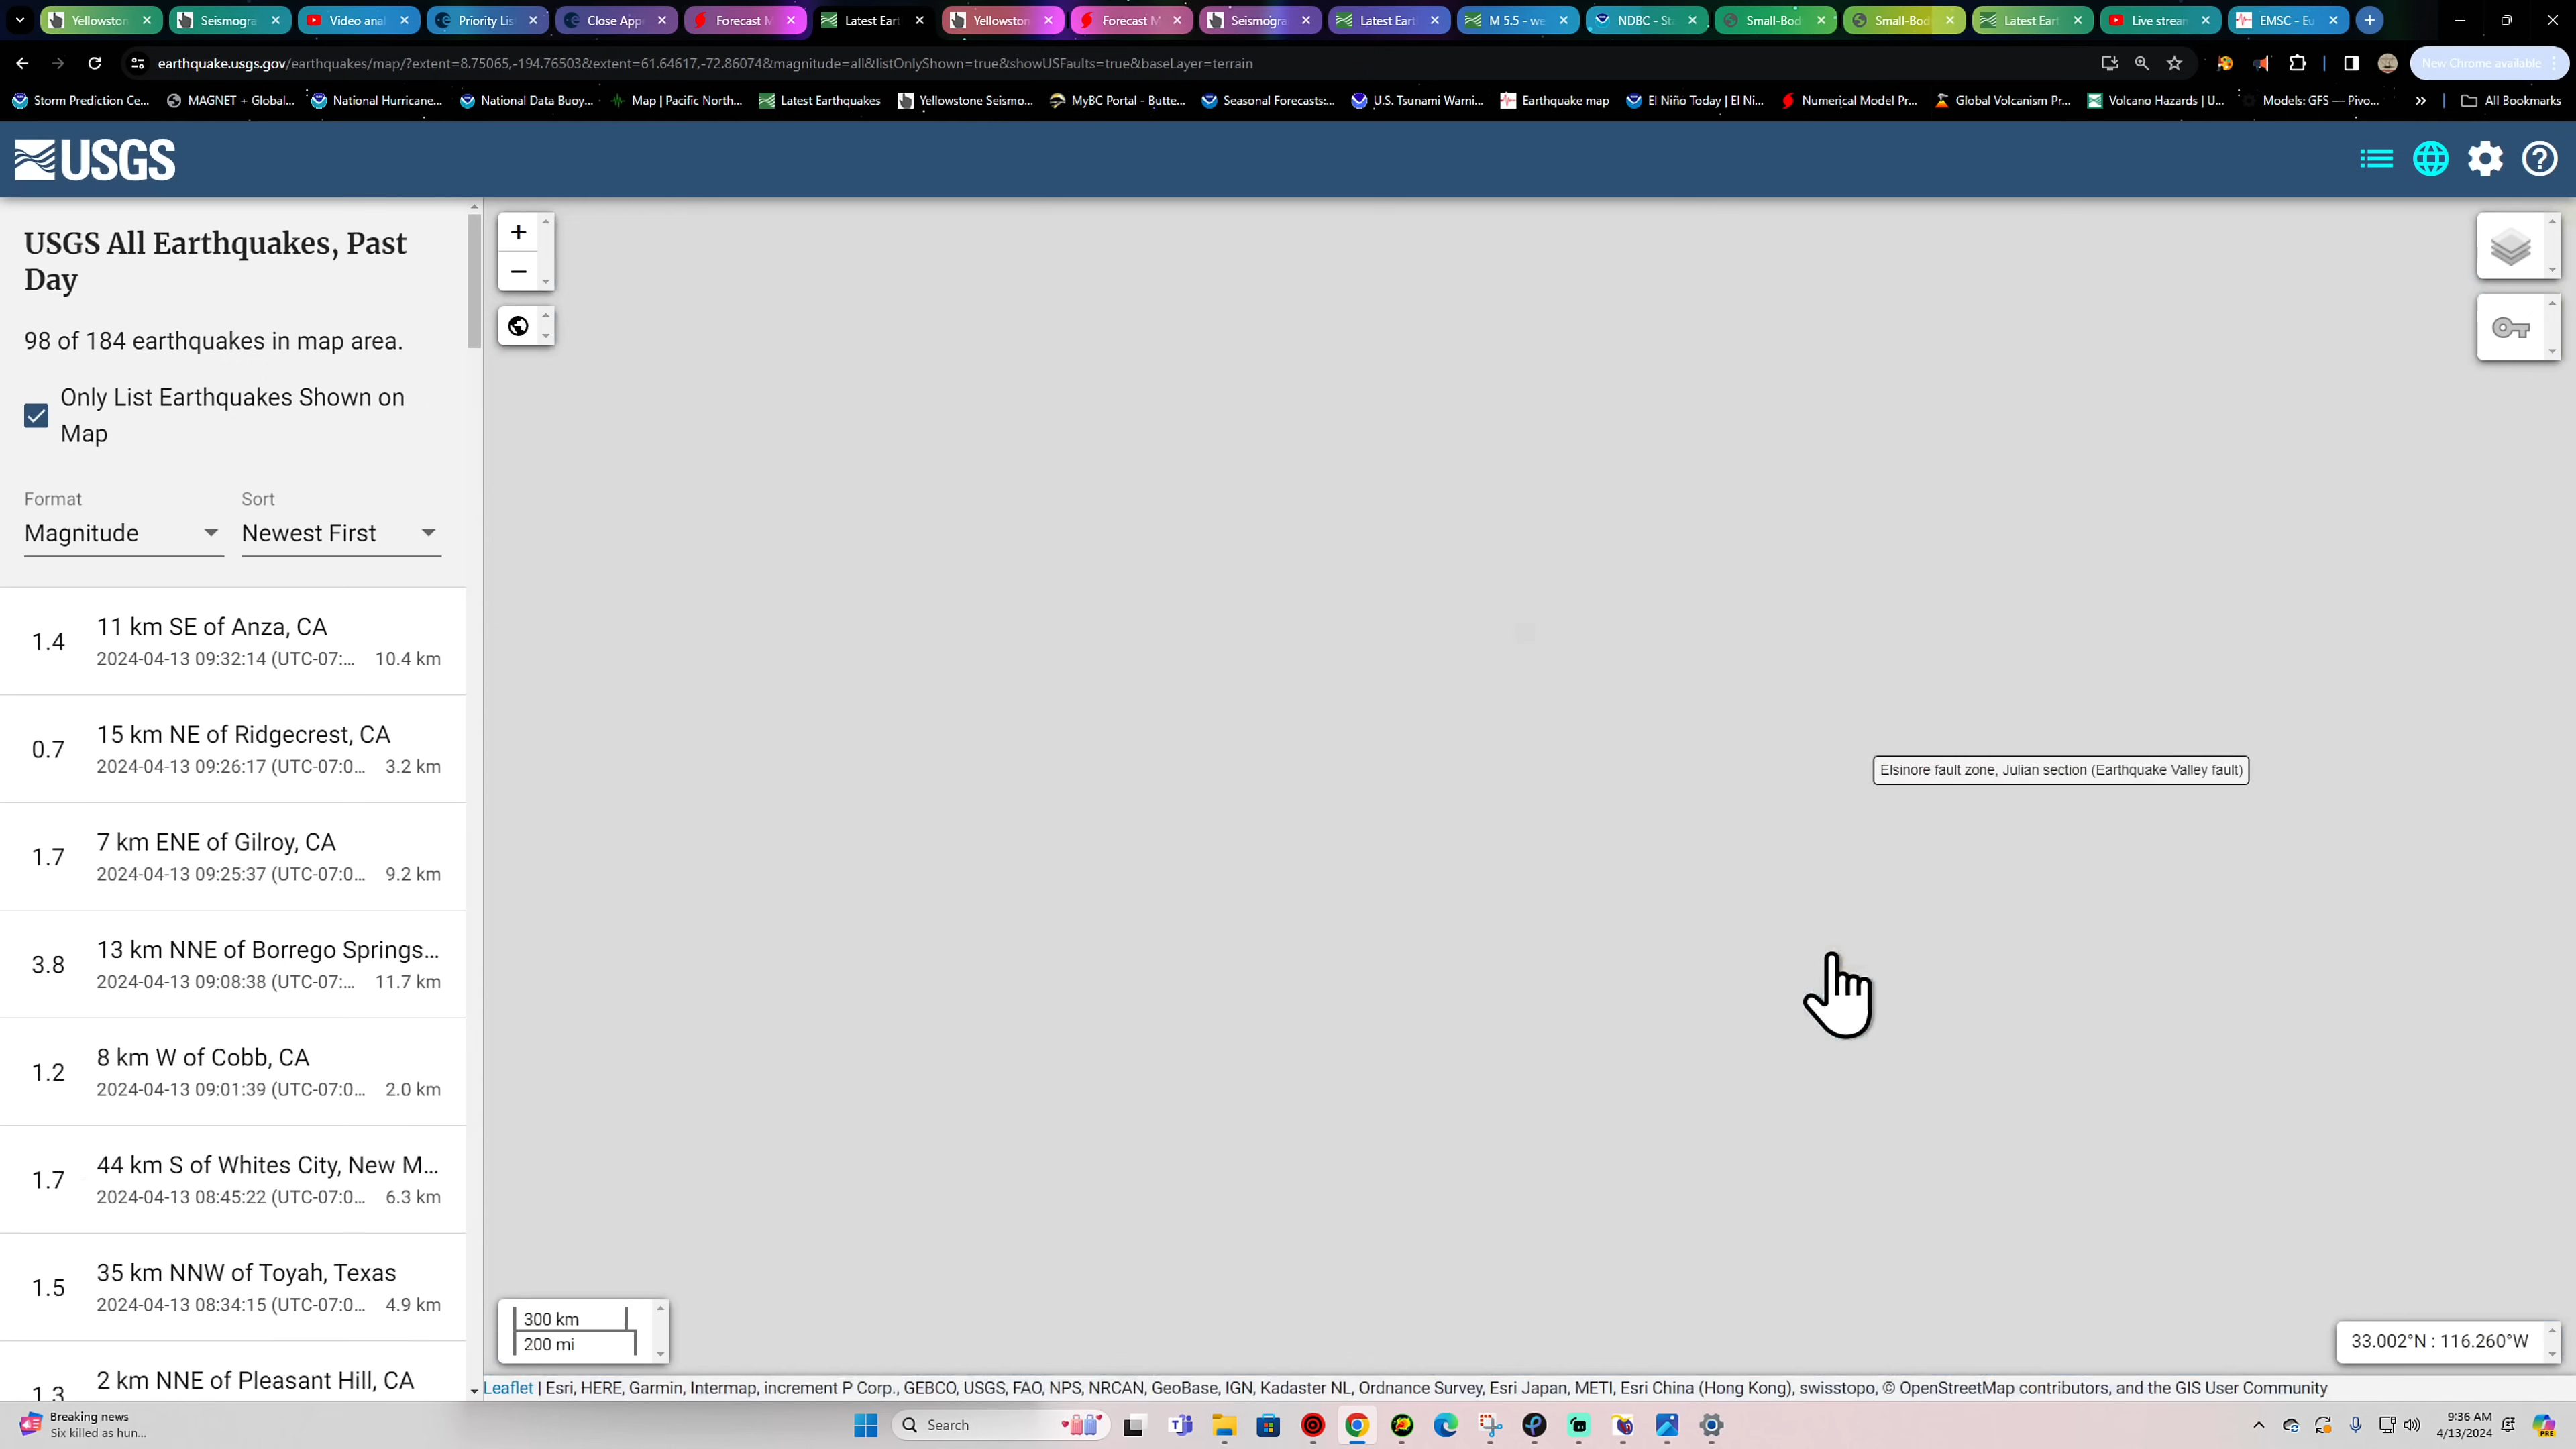 Yellowston
Seismogra
Video anal
Priority Lis
Close Appr
Forecast M
Latest Eart
Yellowston
Forecast M
Seismogra
Latest Eart
M 5.5 - we
NDBC - Sta
Small-Bod
Small-Bod
Latest Eart
Live strean
EMSC - Eu
earthquake.usgs.gov/earthquakes/map/?extent=8.75065,-194.76503&extent=61.64617,-72.86074&magnitude=all&listOnlyShown=true&showUSFaults=true&baseLayer=terrain
New Chrome available
Storm Prediction Ce...
MAGNET + Global...
National Hurricane...
National Data Buoy...
Map | Pacific North...
Latest Earthquakes
Yellowstone Seismo...
MyBC Portal - Butte...
Seasonal Forecasts:...
U.S. Tsunami Warni...
Earthquake map
El Niño Today | El Ni...
Numerical Model Pr...
Global Volcanism Pr...
Volcano Hazards | U...
Models: GFS — Pivo...
All Bookmarks
USGS
USGS All Earthquakes, Past
Day
98 of 184 earthquakes in map area.
Only List Earthquakes Shown on
Map
Format
Sort
Magnitude
Newest First
1.4
11 km SE of Anza, CA
2024-04-13 09:32:14 (UTC-07:... 10.4 km
0.7
15 km NE of Ridgecrest, CA
2024-04-13 09:26:17 (UTC-07:0... 3.2 km
1.7
7 km ENE of Gilroy, CA
2024-04-13 09:25:37 (UTC-07:0... 9.2 km
3.8
13 km NNE of Borrego Springs...
2024-04-13 09:08:38 (UTC-07:... 11.7 km
1.2
8 km W of Cobb, CA
2024-04-13 09:01:39 (UTC-07:0... 2.0 km
1.7
44 km S of Whites City, New M...
2024-04-13 08:45:22 (UTC-07:0... 6.3 km
1.5
35 km NNW of Toyah, Texas
2024-04-13 08:34:15 (UTC-07:0... 4.9 km
1.3
2 km NNE of Pleasant Hill, CA
Elsinore fault zone, Julian section (Earthquake Valley fault)
300 km
200 mi
33.002°N : 116.260°W
Leaflet | Esri, HERE, Garmin, Intermap, increment P Corp., GEBCO, USGS, FAO, NPS, NRCAN, GeoBase, IGN, Kadaster NL, Ordnance Survey, Esri Japan, METI, Esri China (Hong Kong), swisstopo, © OpenStreetMap contributors, and the GIS User Community
Breaking news
Six killed as hun...
Search
9:36 AM
4/13/2024
PRE